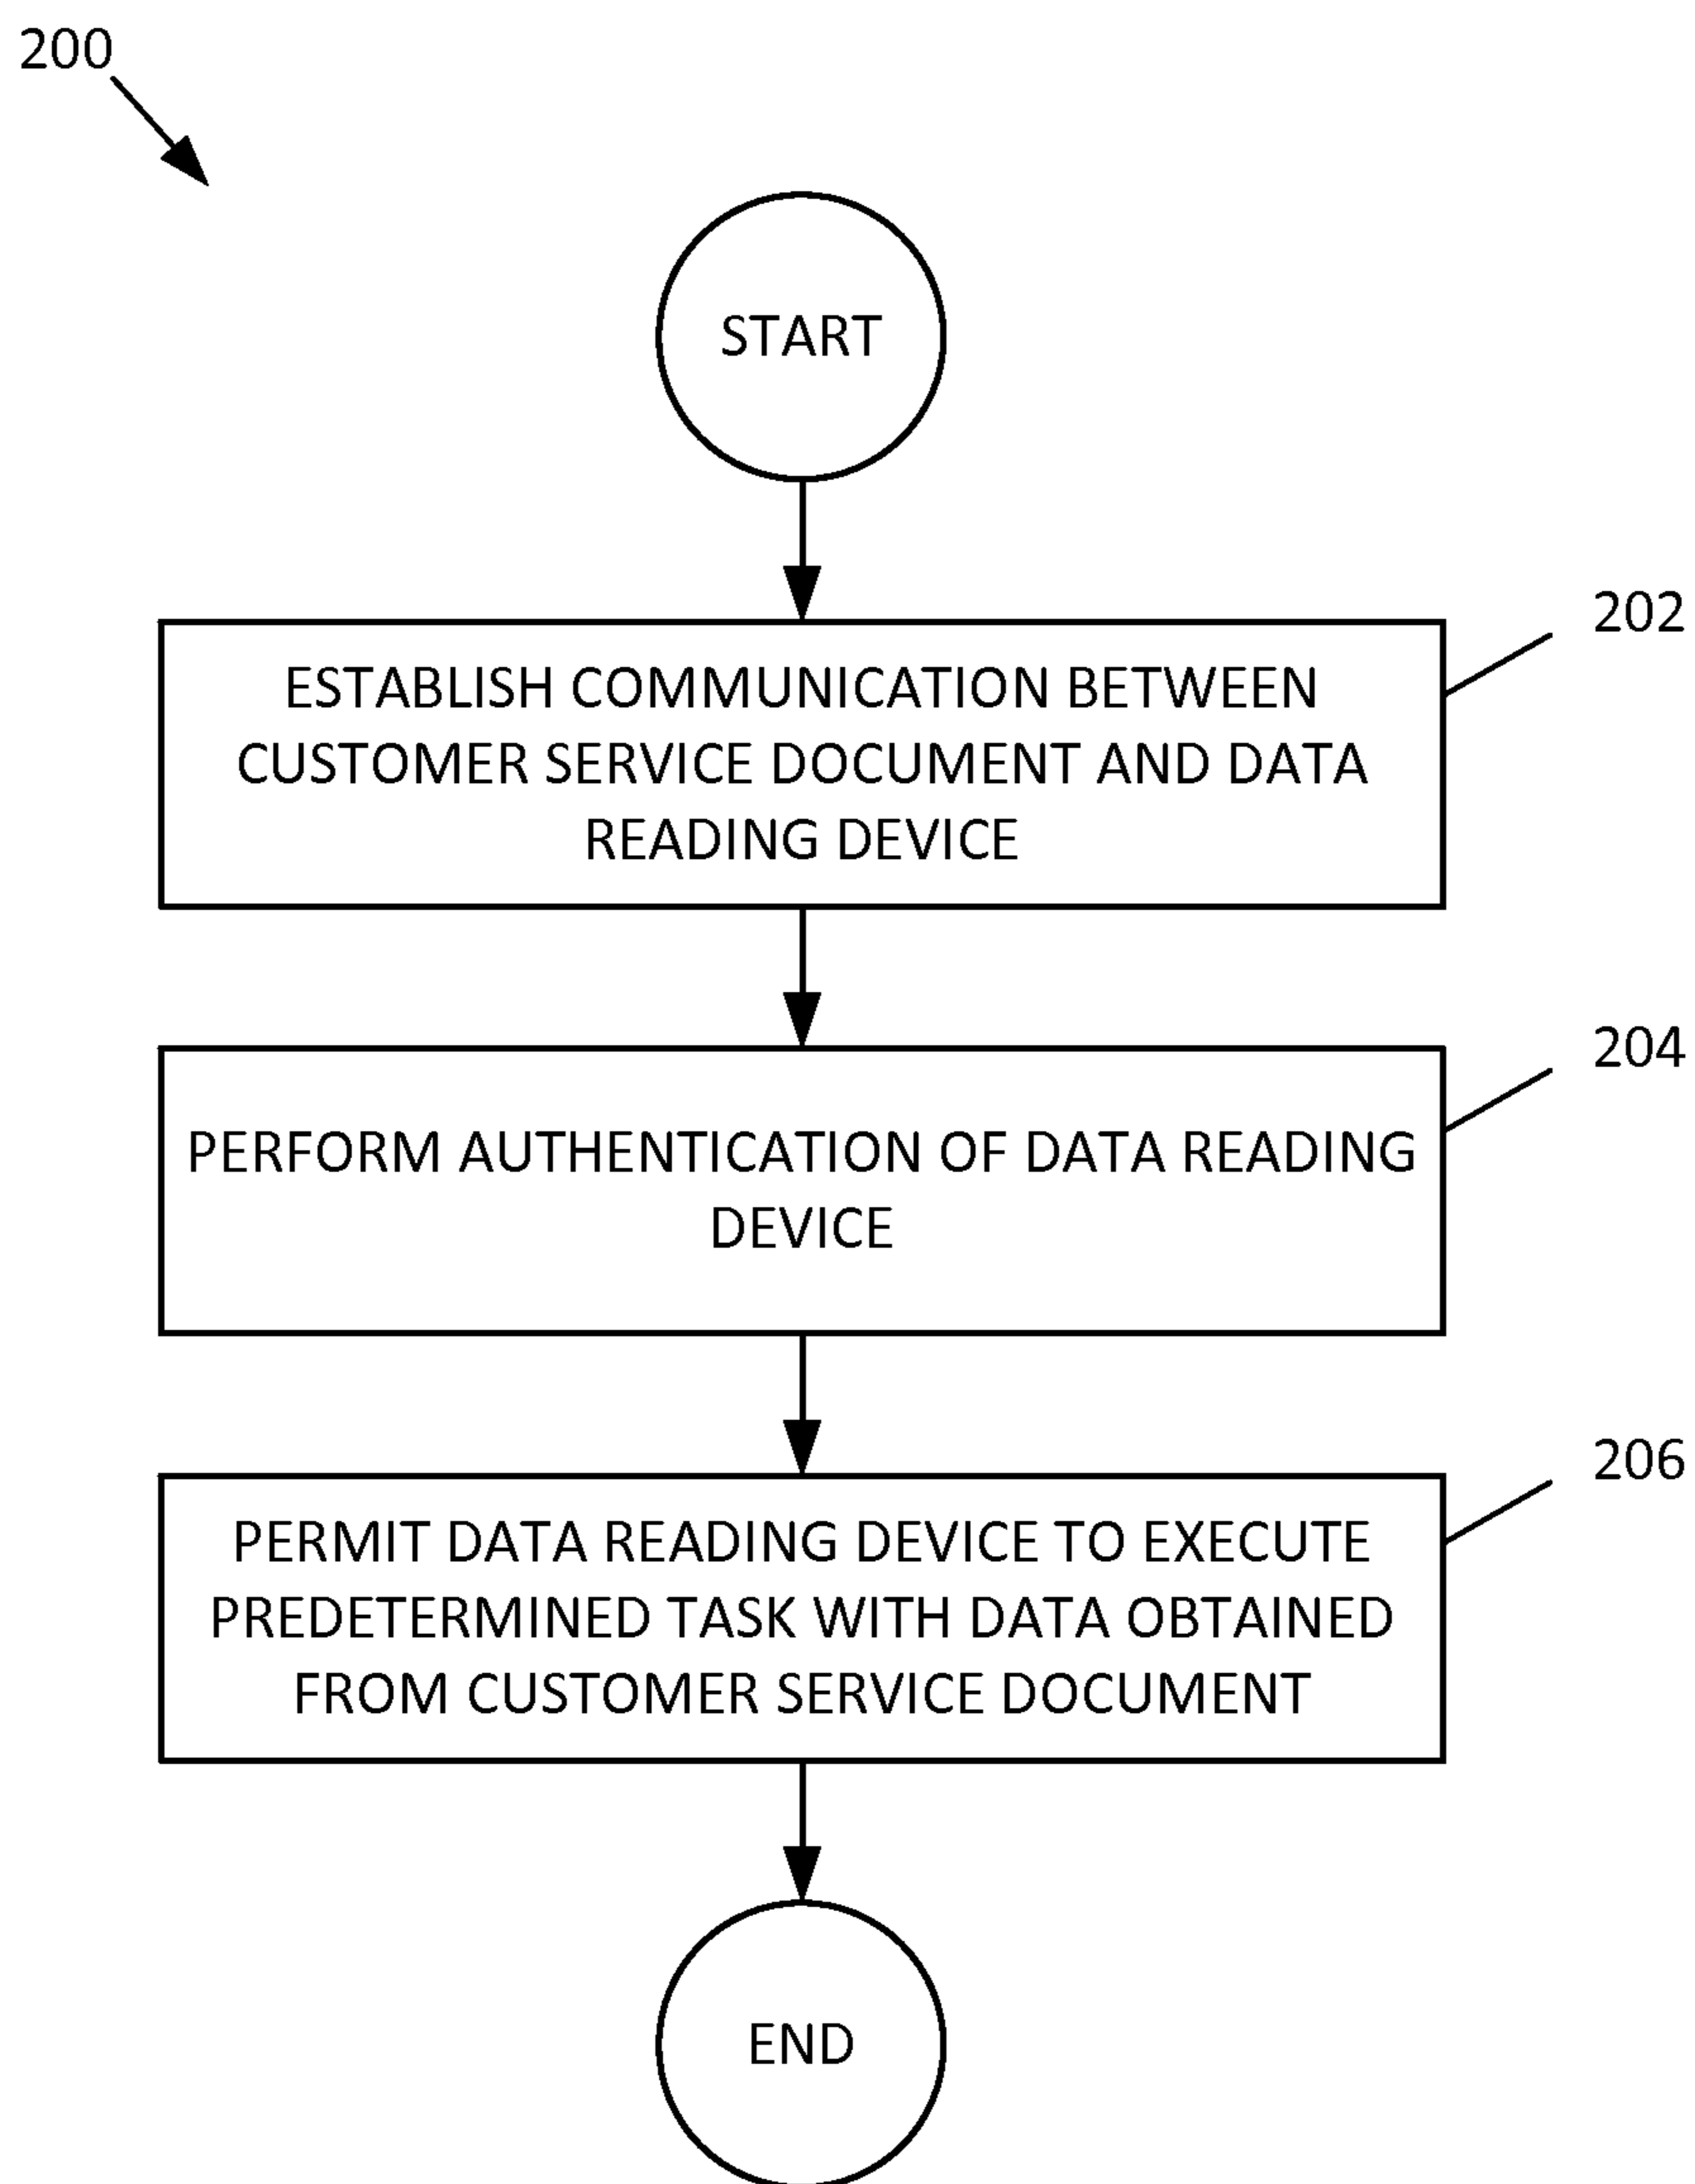 200
START
202
ESTABLISH COMMUNICATION BETWEEN
CUSTOMER SERVICE DOCUMENT AND DATA
READING DEVICE
204
PERFORM AUTHENTICATION OF DATA READING
DEVICE
206
PERMIT DATA READING DEVICE TO EXECUTE
PREDETERMINED TASK WITH DATA OBTAINED
FROM CUSTOMER SERVICE DOCUMENT
END